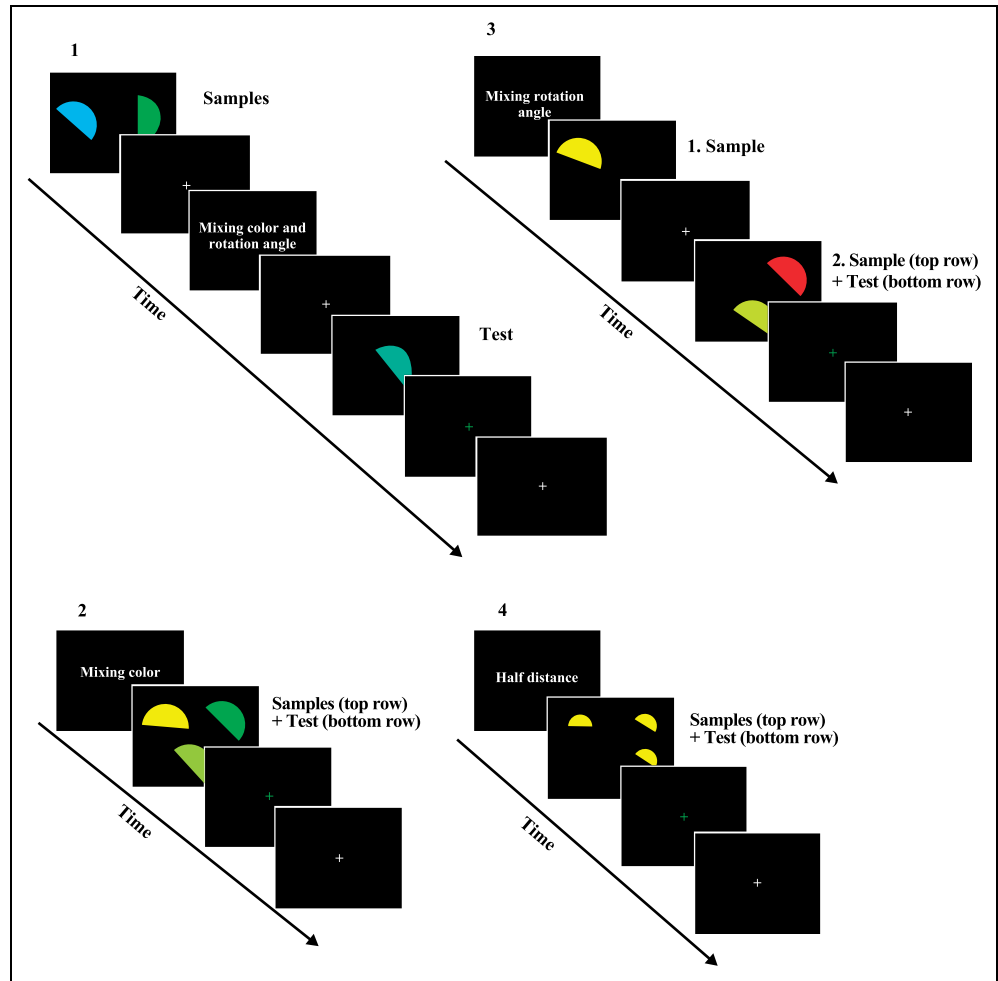 1
Samples
Mixing color and
rotation angle
Test
Time
3
Mixing rotation
angle
1. Sample
2. Sample (top row)
+ Test (bottom row)
Time
2
Mixing color
Samples (top row)
+ Test (bottom row)
Time
4
Half distance
Samples (top row)
+ Test (bottom row)
Time